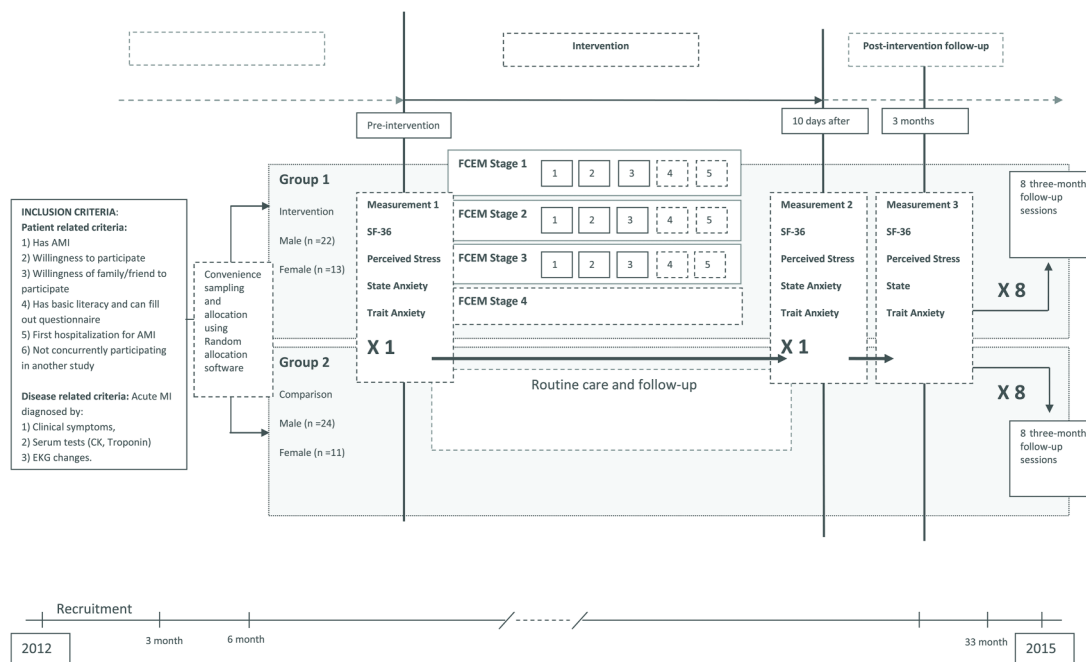 Intervention
Post-intervention follow-up
Pre-intervention
10 days after
3 months
INCLUSION CRITERIA:
Patient related criteria:
1) Has AMI
2) Willingness to participate
3) Willingness of family/friend to
participate
4) Has basic literacy and can fill
out questionnaire
5) First hospitalization for AMI
6) Not concurrently participating
in another study
Disease related criteria: Acute MI
diagnosed by:
1) Clinical symptoms,
2) Serum tests (CK, Troponin)
3) EKG changes.
Convenience
sampling
and
allocation
using
Random
allocation
software
Group 1
Intervention
Male (n =22)
Female (n =13)
Group 2
Comparison
Male (n =24)
Female (n =11)
Measurement 1
SF-36
Perceived Stress
State Anxiety
Trait Anxiety
X 1
FCEM Stage 1
1 2 3 4 5
FCEM Stage 2
1 2 3 4 5
FCEM Stage 3
1 2 3 4 5
FCEM Stage 4
Routine care and follow-up
Measurement 2
SF-36
Perceived Stress
State Anxiety
Trait Anxiety
X 1
Measurement 3
SF-36
Perceived Stress
State
Trait Anxiety
X 8
8 three-month
follow-up
sessions
X 8
8 three-month
follow-up
sessions
Recruitment
2012
3 month
6 month
33 month
2015